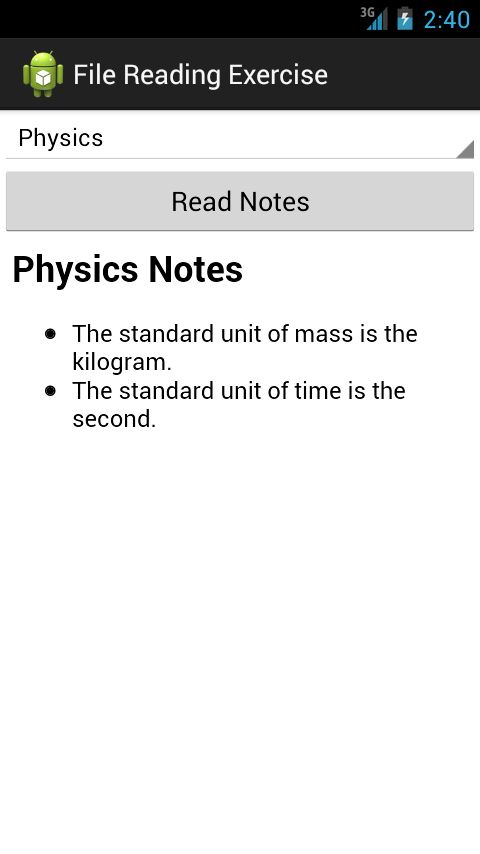 3G 2:40
File Reading Exercise
Physics
Read Notes
Physics Notes
The standard unit of mass is the
kilogram.
The standard unit of time is the
second.